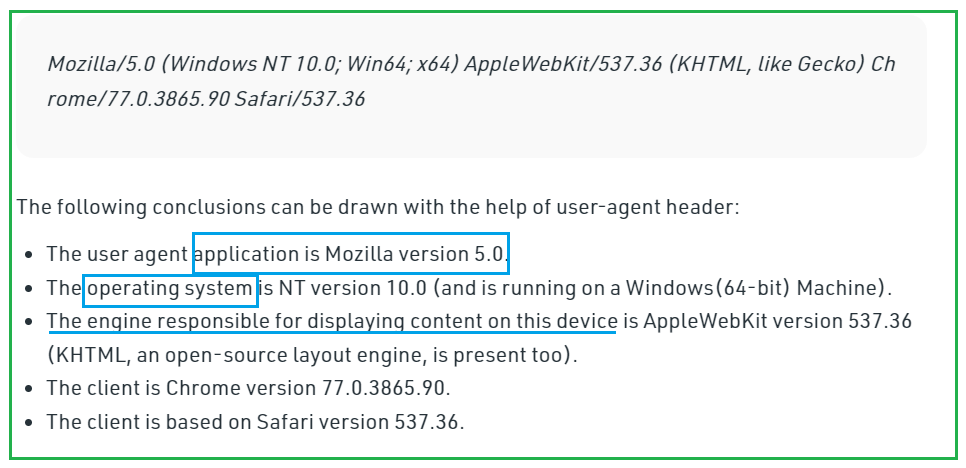 Mozilla/5.0 (Windows NT 10.0; Win64; x64) AppleWebKit/537.36 (KHTML, like Gecko) Ch
rome/77.0.3865.90 Safari/537.36
The following conclusions can be drawn with the help of user-agent header:
• The user agent application is Mozilla version 5.0.
• The operating system is NT version 10.0 (and is running on a Windows(64-bit) Machine).
• The engine responsible for displaying content on this device is AppleWebKit version 537.36
(KHTML, an open-source layout engine, is present too).
• The client is Chrome version 77.0.3865.90.
• The client is based on Safari version 537.36.